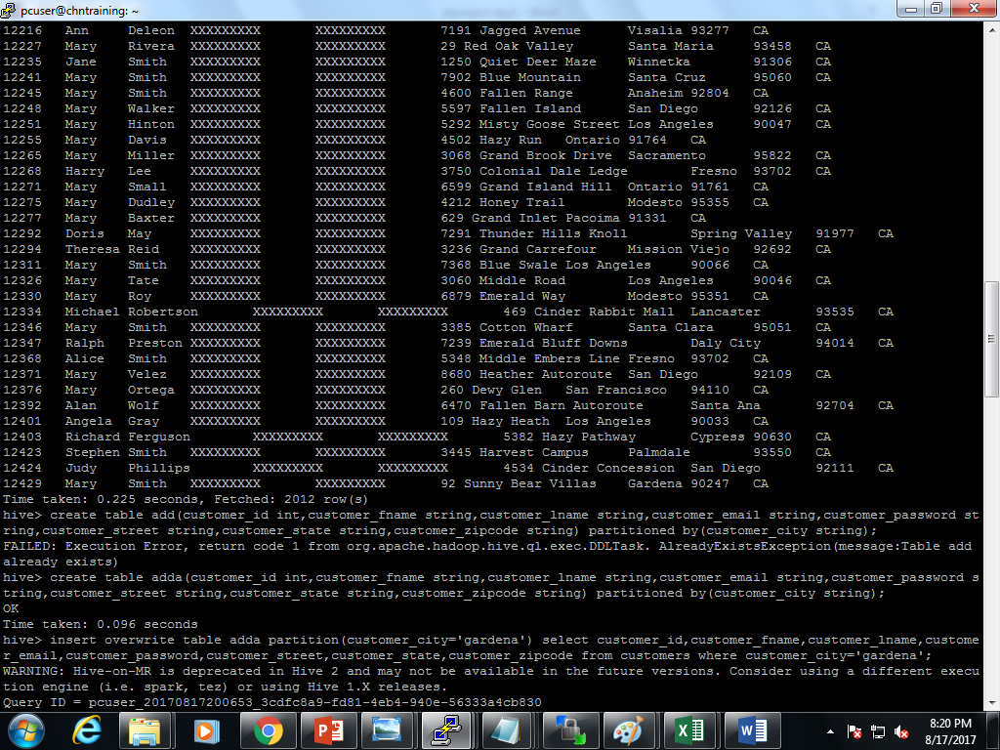 pcuser@chntraining: ~
12216 Ann Deleon XXXXXXXXX XXXXXXXXX 7191 Jagged Avenue Visalia 93277 CA
12227 Mary Rivera XXXXXXXXX XXXXXXXXX 29 Red Oak Valley Santa Maria 93458 CA
12235 Jane Smith XXXXXXXXX XXXXXXXXX 1250 Quiet Deer Maze Winnetka 91306 CA
12241 Mary Smith XXXXXXXXX XXXXXXXXX 7902 Blue Mountain Santa Cruz 95060 CA
12245 Mary Smith XXXXXXXXX XXXXXXXXX 4600 Fallen Range Anaheim 92804 CA
12248 Mary Walker XXXXXXXXX XXXXXXXXX 5597 Fallen Island San Diego 92126 CA
12251 Mary Hinton XXXXXXXXX XXXXXXXXX 5292 Misty Goose Street Los Angeles 90047 CA
12255 Mary Davis XXXXXXXXX XXXXXXXXX 4502 Hazy Run Ontario 91764 CA
12265 Mary Miller XXXXXXXXX XXXXXXXXX 3068 Grand Brook Drive Sacramento 95822 CA
12268 Harry Lee XXXXXXXXX XXXXXXXXX 3750 Colonial Dale Ledge Fresno 93702 CA
12271 Mary Small XXXXXXXXX XXXXXXXXX 6599 Grand Island Hill Ontario 91761 CA
12275 Mary Dudley XXXXXXXXX XXXXXXXXX 4212 Honey Trail Modesto 95355 CA
12277 Mary Baxter XXXXXXXXX XXXXXXXXX 629 Grand Inlet Pacoima 91331 CA
12292 Doris May XXXXXXXXX XXXXXXXXX 7291 Thunder Hills Knoll Spring Valley 91977 CA
12294 Theresa Reid XXXXXXXXX XXXXXXXXX 3236 Grand Carrefour Mission Viejo 92692 CA
12311 Mary Smith XXXXXXXXX XXXXXXXXX 7368 Blue Swale Los Angeles 90066 CA
12326 Mary Tate XXXXXXXXX XXXXXXXXX 3060 Middle Road Los Angeles 90046 CA
12330 Mary Roy XXXXXXXXX XXXXXXXXX 6879 Emerald Way Modesto 95351 CA
12334 Michael Robertson XXXXXXXXX XXXXXXXXX 469 Cinder Rabbit Mall Lancaster 93535 CA
12346 Mary Smith XXXXXXXXX XXXXXXXXX 3385 Cotton Wharf Santa Clara 95051 CA
12347 Ralph Preston XXXXXXXXX XXXXXXXXX 7239 Emerald Bluff Downs Daly City 94014 CA
12368 Alice Smith XXXXXXXXX XXXXXXXXX 5348 Middle Embers Line Fresno 93702 CA
12371 Mary Velez XXXXXXXXX XXXXXXXXX 8680 Heather Autoroute San Diego 92109 CA
12376 Mary Ortega XXXXXXXXX XXXXXXXXX 260 Dewy Glen San Francisco 94110 CA
12392 Alan Wolf XXXXXXXXX XXXXXXXXX 6470 Fallen Barn Autoroute Santa Ana 92704 CA
12401 Angela Gray XXXXXXXXX XXXXXXXXX 109 Hazy Heath Los Angeles 90033 CA
12403 Richard Ferguson XXXXXXXXX XXXXXXXXX 5382 Hazy Pathway Cypress 90630 CA
12423 Stephen Smith XXXXXXXXX XXXXXXXXX 3445 Harvest Campus Palmdale 93550 CA
12424 Judy Phillips XXXXXXXXX XXXXXXXXX 4534 Cinder Concession San Diego 92111 CA
12429 Mary Smith XXXXXXXXX XXXXXXXXX 92 Sunny Bear Villas Gardena 90247 CA
Time taken: 0.225 seconds, Fetched: 2012 row(s)
hive> create table add(customer_id int,customer_fname string,customer_lname string,customer_email string,customer_password st
ring,customer_street string,customer_state string,customer_zipcode string) partitioned by(customer_city string);
FAILED: Execution Error, return code 1 from org.apache.hadoop.hive.ql.exec.DDLTask. AlreadyExistsException(message:Table add
already exists)
hive> create table adda(customer_id int,customer_fname string,customer_lname string,customer_email string,customer_password s
tring,customer_street string,customer_state string,customer_zipcode string) partitioned by(customer_city string);
OK
Time taken: 0.096 seconds
hive> insert overwrite table adda partition(customer_city='gardena') select customer_id,customer_fname,customer_lname,custome
r_email,customer_password,customer_street,customer_state,customer_zipcode from customers where customer_city='gardena';
WARNING: Hive-on-MR is deprecated in Hive 2 and may not be available in the future versions. Consider using a different execu
tion engine (i.e. spark, tez) or using Hive 1.X releases.
Query ID = pcuser_20170817200653_3cdfc8a9-fd81-4eb4-940e-56333a4cb830
8:20 PM
8/17/2017